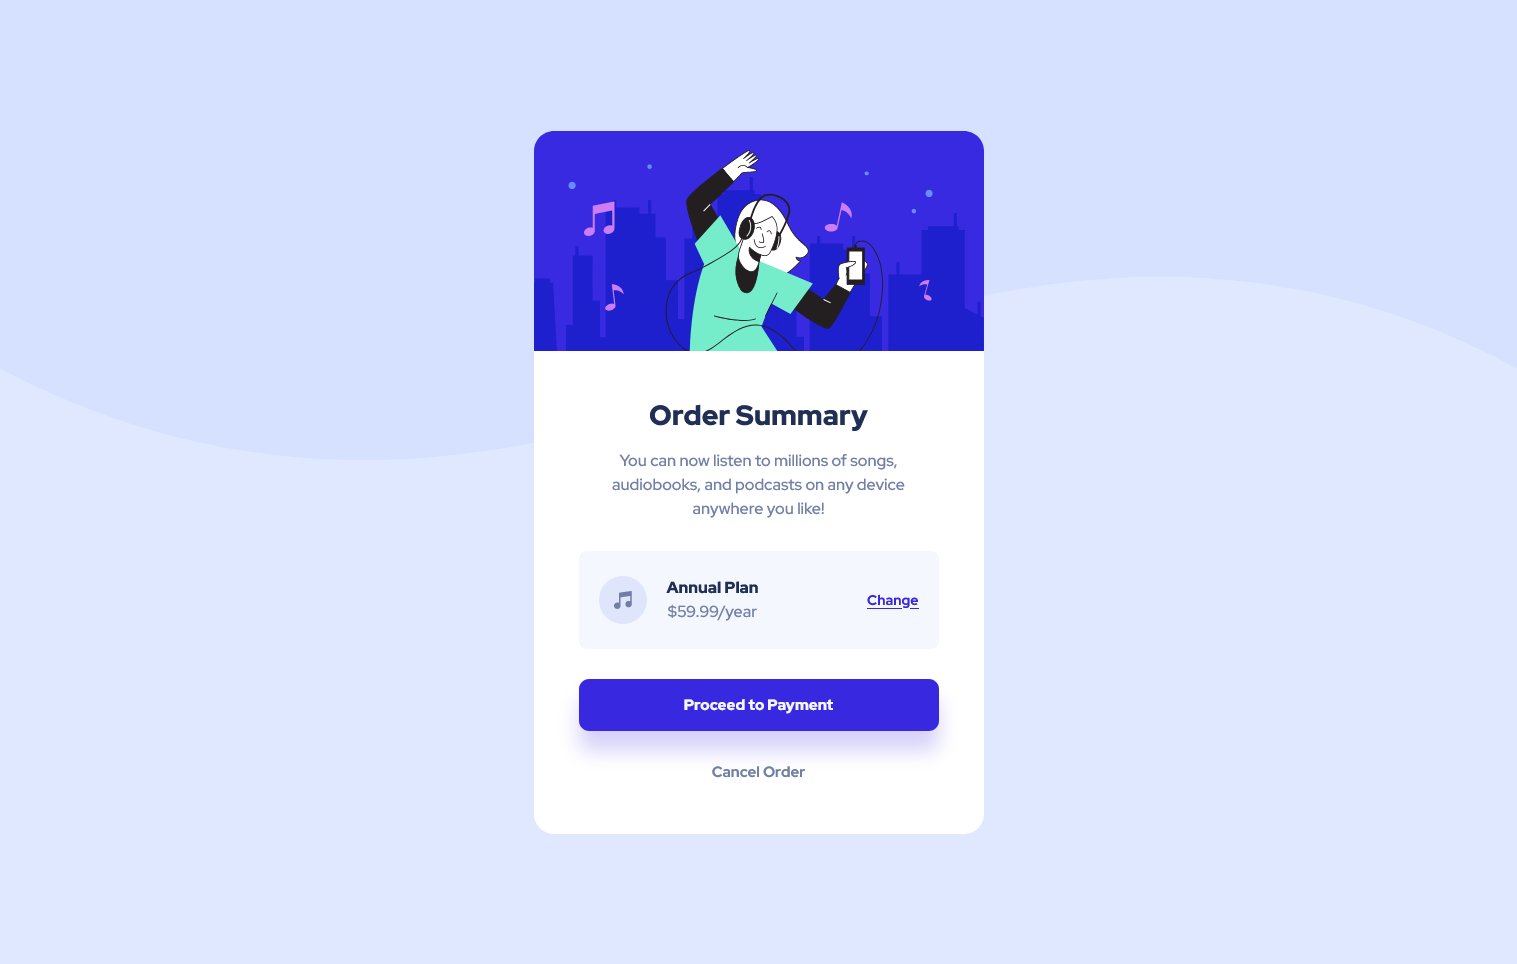 Order Summary
You can now listen to millions of songs,
audiobooks, and podcasts on any device
anywhere you like!
Annual Plan
$59.99/year
Change
Proceed to Payment
Cancel Order